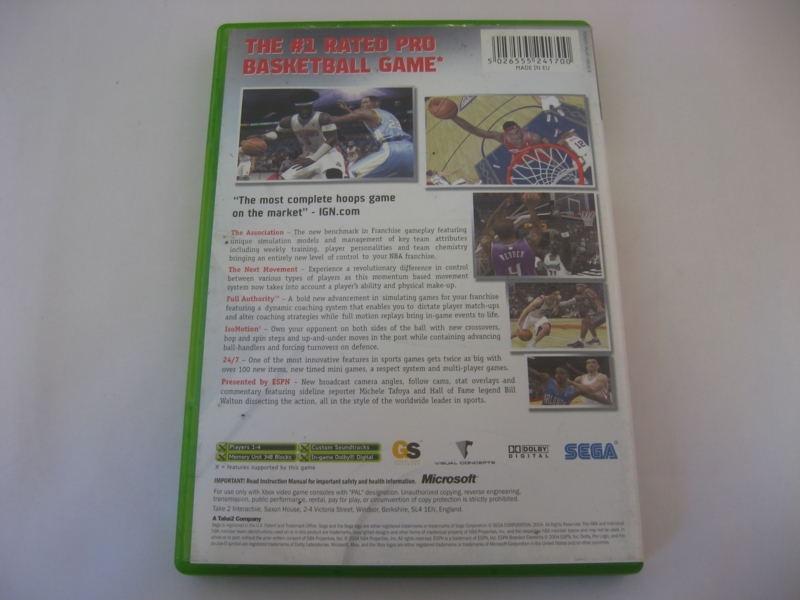 THE #1 RATED PRO
BASKETBALL GAME*
5 026555 241700
MADE IN EU
"The most complete hoops game
on the market" - IGN.com
WEBBER
4
The Association – The new benchmark in Franchise gameplay featuring
unique simulation models and management of key team attributes
including weekly training, player personalities and team chemistry
bringing an entirely new level of control to your NBA franchise.
The Next Movement – Experience a revolutionary difference in control
between various types of players as this momentum based movement
system now takes into account a player's ability and physical make-up.
Full Authority™ – A bold new advancement in simulating games for your franchise
featuring a dynamic coaching system that enables you to dictate player match-ups
and alter coaching strategies while full motion replays bring in-game events to life.
IsoMotion² – Own your opponent on both sides of the ball with new crossovers,
hop and spin steps and up-and-under moves in the post while containing advancing
ball-handlers and forcing turnovers on defense.
24/7 – One of the most innovative features in sports games gets twice as big with
over 100 new items, new timed mini games, a respect system and multi-player games.
Presented by ESPN – New broadcast camera angles, follow cams, stat overlays and
commentary featuring sideline reporter Michele Tafoya and Hall of Fame legend Bill
Walton dissecting the action, all in the style of the worldwide leader in sports.
Players 1-4
Custom Soundtracks
Memory Unit 348 Blocks
In-game Dolby® Digital
= features supported by this game
GS
VISUAL CONCEPTS
DOLBY
DIGITAL
SEGA
IMPORTANT! Read Instruction Manual for important safety and health information.
Microsoft
For use only with Xbox video game consoles with "PAL" designation. Unauthorized copying, reverse engineering,
transmission, public performance, rental, pay for play, or circumvention of copy protection is strictly prohibited.
Take 2 Interactive, Saxon House, 2-4 Victoria Street, Windsor, Berkshire, SL4 1EN, England.
A Take2 Company